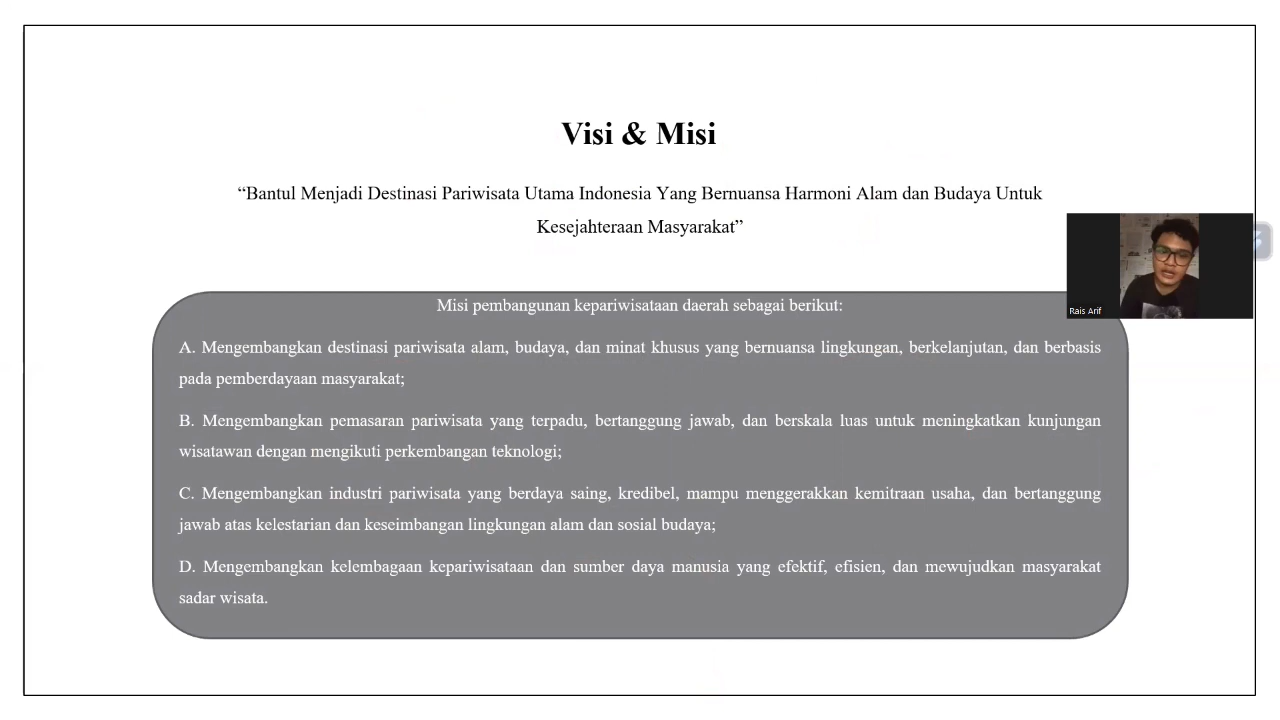 Visi & Misi
“Bantul Menjadi Destinasi Pariwisata Utama Indonesia Yang Bernuansa Harmoni Alam dan Budaya Untuk
Kesejahteraan Masyarakat”
Rais Arif
Misi pembangunan kepariwisataan daerah sebagai berikut:
A. Mengembangkan destinasi pariwisata alam, budaya, dan minat khusus yang bernuansa lingkungan, berkelanjutan, dan berbasis
pada pemberdayaan masyarakat;
B. Mengembangkan pemasaran pariwisata yang terpadu, bertanggung jawab, dan berskala luas untuk meningkatkan kunjungan
wisatawan dengan mengikuti perkembangan teknologi;
C. Mengembangkan industri pariwisata yang berdaya saing, kredibel, mampu menggerakkan kemitraan usaha, dan bertanggung
jawab atas kelestarian dan keseimbangan lingkungan alam dan sosial budaya;
D. Mengembangkan kelembagaan kepariwisataan dan sumber daya manusia yang efektif, efisien, dan mewujudkan masyarakat
sadar wisata.